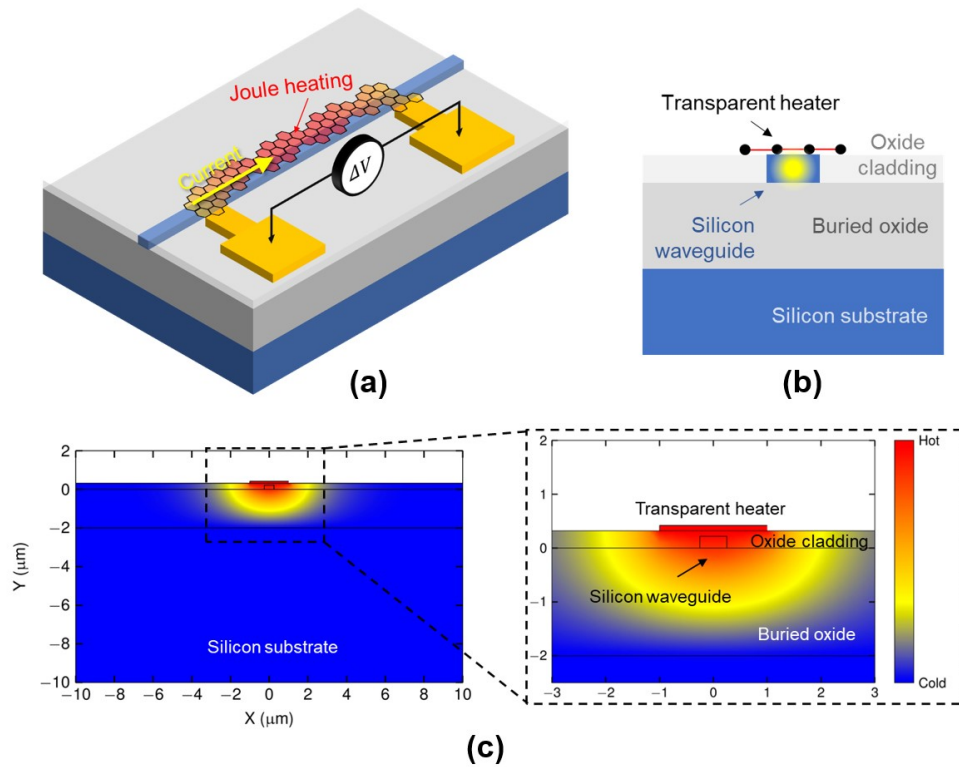 Joule heating
Current
ΔV
(a)
Transparent heater
Oxide
cladding
Silicon
waveguide
Buried oxide
Silicon substrate
(b)
2
0
−2
−4
−6
−8
−10
Y (μm)
−10 −8 −6 −4 −2 0 2 4 6 8 10
X (μm)
Silicon substrate
2
1
0
−1
−2
−3 −2 −1 0 1 2 3
Transparent heater
Oxide cladding
Silicon waveguide
Buried oxide
Hot
Cold
(c)